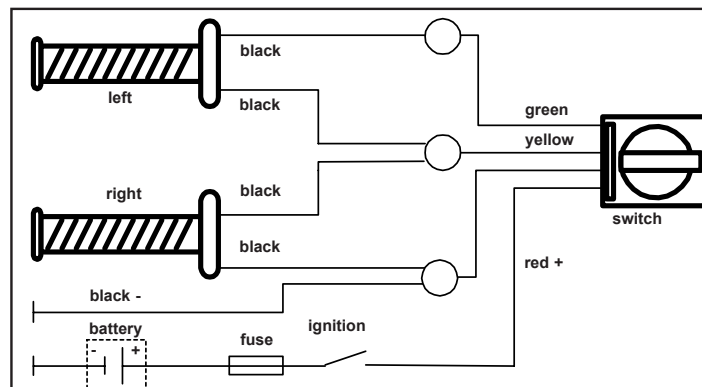 black
left
black
green
yellow
right
black
switch
black
red +
black -
battery
- +
fuse
ignition